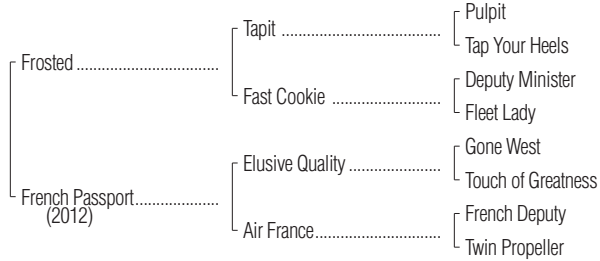 Pulpit
Tapit ..............................................
Tap Your Heels
Frosted .........................................
Deputy Minister
Fast Cookie ................................
Fleet Lady
Gone West
Elusive Quality ...........................
Touch of Greatness
French Passport........................
(2012)
French Deputy
Air France.....................................
Twin Propeller